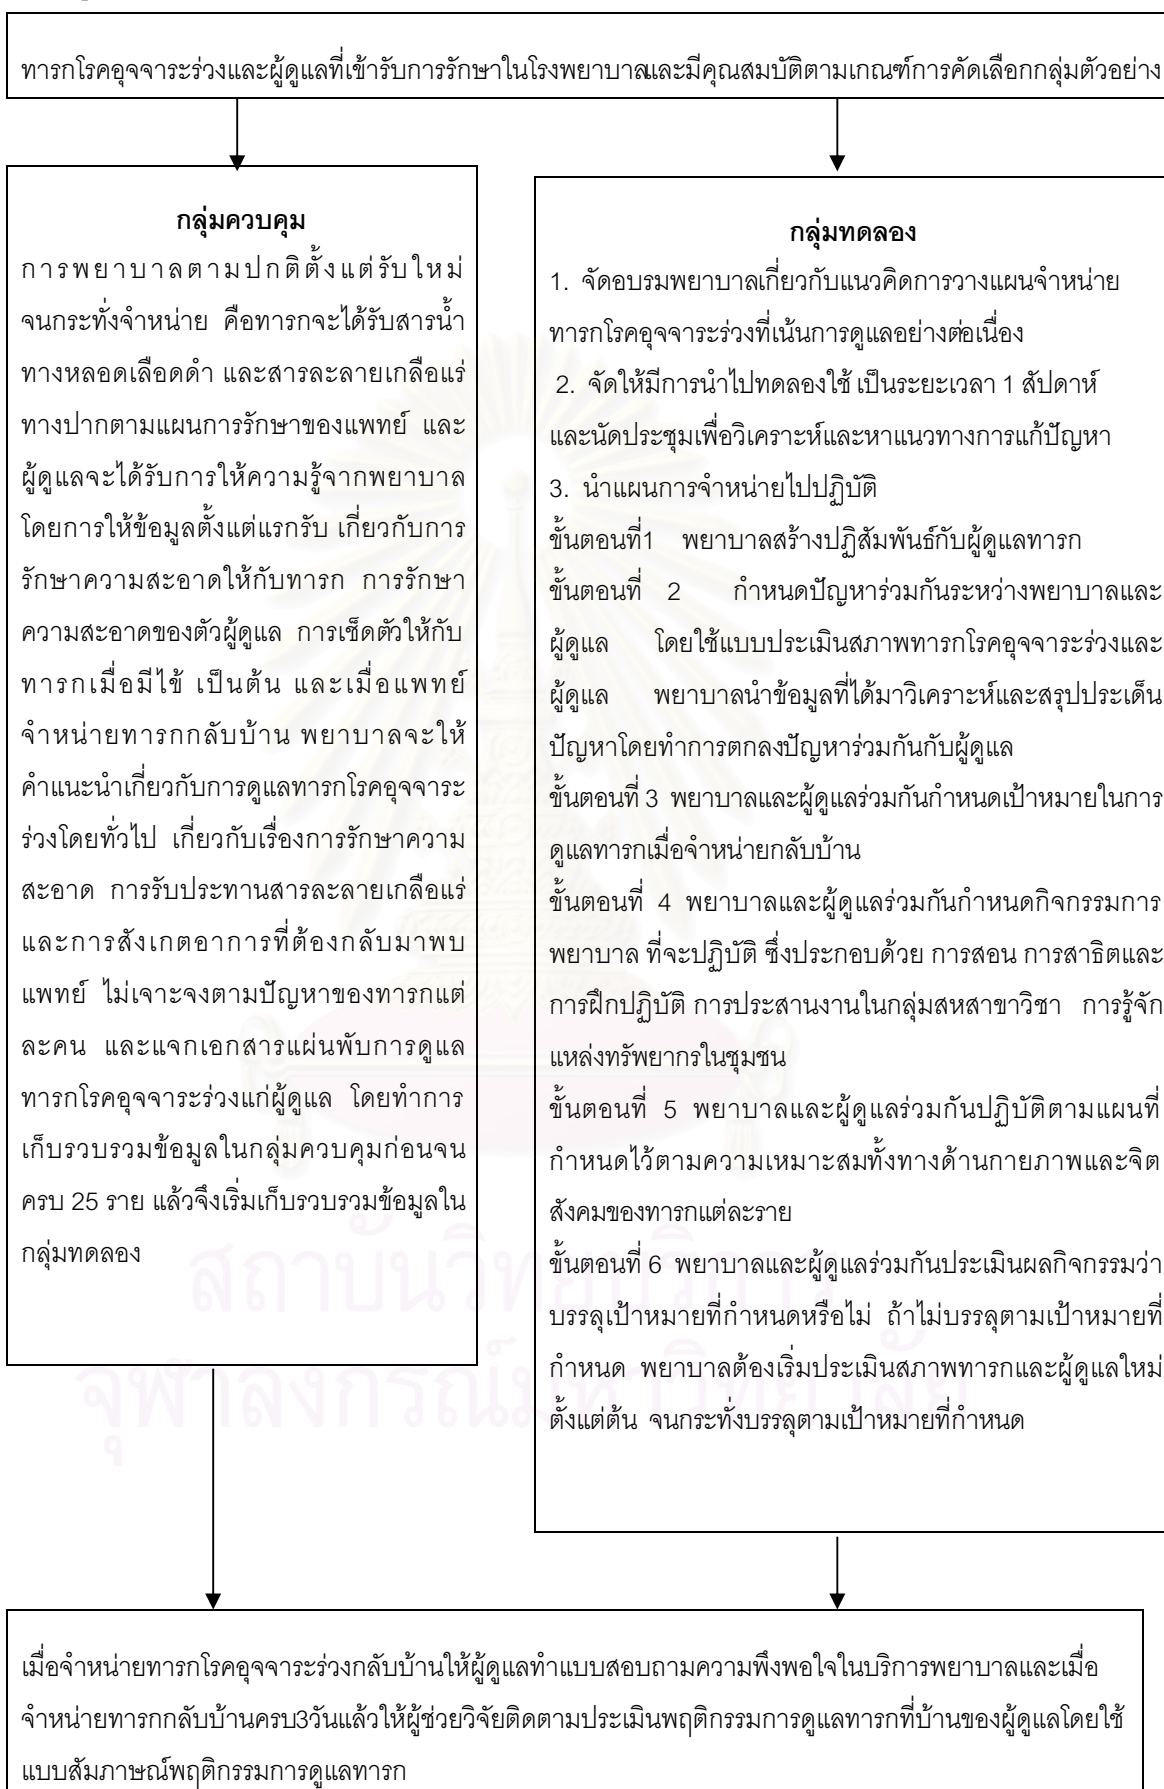 ทารกโรคอุจจาระร่วงและผู้ดูแลที่เข้ารับการรักษาในโรงพยาบาลและมีคุณสมบัติตามเกณฑ์การคัดเลือกกลุ่มตัวอย่าง
กลุ่มควบคุม
การพยาบาลตามปกติตั้งแต่รับใหม่
จนกระทั่งจำหน่าย คือทารกจะได้รับสารน้ำ
ทางหลอดเลือดดำ และสารละลายเกลือแร่
ทางปากตามแผนการรักษาของแพทย์ และ
ผู้ดูแลจะได้รับการให้ความรู้จากพยาบาล
โดยการให้ข้อมูลตั้งแต่แรกรับ เกี่ยวกับการ
รักษาความสะอาดให้กับทารก การรักษา
ความสะอาดของตัวผู้ดูแล การเช็ดตัวให้กับ
ทารกเมื่อมีไข้ เป็นต้น และเมื่อแพทย์
จำหน่ายทารกกลับบ้าน พยาบาลจะให้
คำแนะนำเกี่ยวกับการดูแลทารกโรคอุจจาระ
ร่วงโดยทั่วไป เกี่ยวกับเรื่องการรักษาความ
สะอาด การรับประทานสารละลายเกลือแร่
และการสังเกตอาการที่ต้องกลับมาพบ
แพทย์ ไม่เจาะจงตามปัญหาของทารกแต่
ละคน และแจกเอกสารแผ่นพับการดูแล
ทารกโรคอุจจาระร่วงแก่ผู้ดูแล โดยทำการ
เก็บรวบรวมข้อมูลในกลุ่มควบคุมก่อนจน
ครบ 25 ราย แล้วจึงเริ่มเก็บรวบรวมข้อมูลใน
กลุ่มทดลอง
กลุ่มทดลอง
1. จัดอบรมพยาบาลเกี่ยวกับแนวคิดการวางแผนจำหน่าย
ทารกโรคอุจจาระร่วงที่เน้นการดูแลอย่างต่อเนื่อง
2. จัดให้มีการนำไปทดลองใช้ เป็นระยะเวลา 1 สัปดาห์
และนัดประชุมเพื่อวิเคราะห์และหาแนวทางการแก้ปัญหา
3. นำแผนการจำหน่ายไปปฏิบัติ
ขั้นตอนที่1 พยาบาลสร้างปฏิสัมพันธ์กับผู้ดูแลทารก
ขั้นตอนที่ 2 กำหนดปัญหาร่วมกันระหว่างพยาบาลและ
ผู้ดูแล โดยใช้แบบประเมินสภาพทารกโรคอุจจาระร่วงและ
ผู้ดูแล พยาบาลนำข้อมูลที่ได้มาวิเคราะห์และสรุปประเด็น
ปัญหาโดยทำการตกลงปัญหาร่วมกันกับผู้ดูแล
ขั้นตอนที่ 3 พยาบาลและผู้ดูแลร่วมกันกำหนดเป้าหมายในการ
ดูแลทารกเมื่อจำหน่ายกลับบ้าน
ขั้นตอนที่ 4 พยาบาลและผู้ดูแลร่วมกันกำหนดกิจกรรมการ
พยาบาล ที่จะปฏิบัติ ซึ่งประกอบด้วย การสอน การสาธิตและ
การฝึกปฏิบัติ การประสานงานในกลุ่มสหสาขาวิชา การรู้จัก
แหล่งทรัพยากรในชุมชน
ขั้นตอนที่ 5 พยาบาลและผู้ดูแลร่วมกันปฏิบัติตามแผนที่
กำหนดไว้ตามความเหมาะสมทั้งทางด้านกายภาพและจิต
สังคมของทารกแต่ละราย
ขั้นตอนที่ 6 พยาบาลและผู้ดูแลร่วมกันประเมินผลกิจกรรมว่า
บรรลุเป้าหมายที่กำหนดหรือไม่ ถ้าไม่บรรลุตามเป้าหมายที่
กำหนด พยาบาลต้องเริ่มประเมินสภาพทารกและผู้ดูแลใหม่
ตั้งแต่ต้น จนกระทั่งบรรลุตามเป้าหมายที่กำหนด
สถาบันวิทยบริการ
จุฬาลงกรณ์มหาวิทยาลัย
เมื่อจำหน่ายทารกโรคอุจจาระร่วงกลับบ้านให้ผู้ดูแลทำแบบสอบถามความพึงพอใจในบริการพยาบาลและเมื่อ
จำหน่ายทารกกลับบ้านครบ3วันแล้วให้ผู้ช่วยวิจัยติดตามประเมินพฤติกรรมการดูแลทารกที่บ้านของผู้ดูแลโดยใช้
แบบสัมภาษณ์พฤติกรรมการดูแลทารก